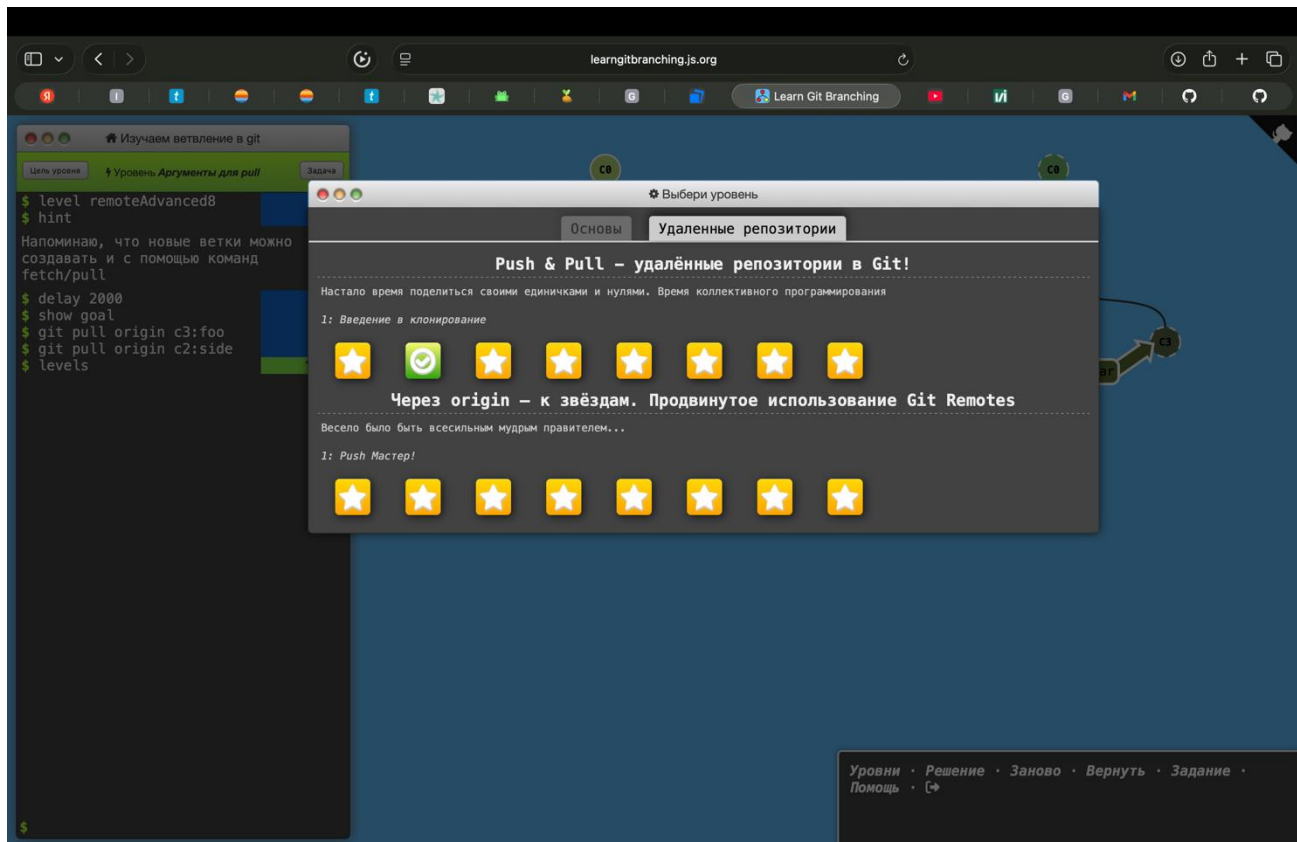 learngitbranching.js.org
Learn Git Branching
Изучаем ветвление в git
Цель уровня
Уровень Аргументы для pull
Задача
$ level remoteAdvanced8
$ hint
Напоминаю, что новые ветки можно
создавать и с помощью команд
fetch/pull
$ delay 2000
$ show goal
$ git pull origin c3:foo
$ git pull origin c2:side
$ levels
$
C0
C0
C3
Выбери уровень
Основы
Удаленные репозитории
Push & Pull – удалённые репозитории в Git!
Настало время поделиться своими единичками и нулями. Время коллективного программирования
1: Введение в клонирование
Через origin – к звёздам. Продвинутое использование Git Remotes
Весело было быть всесильным мудрым правителем...
1: Push Мастер!
Уровни · Решение · Заново · Вернуть · Задание ·
Помощь ·